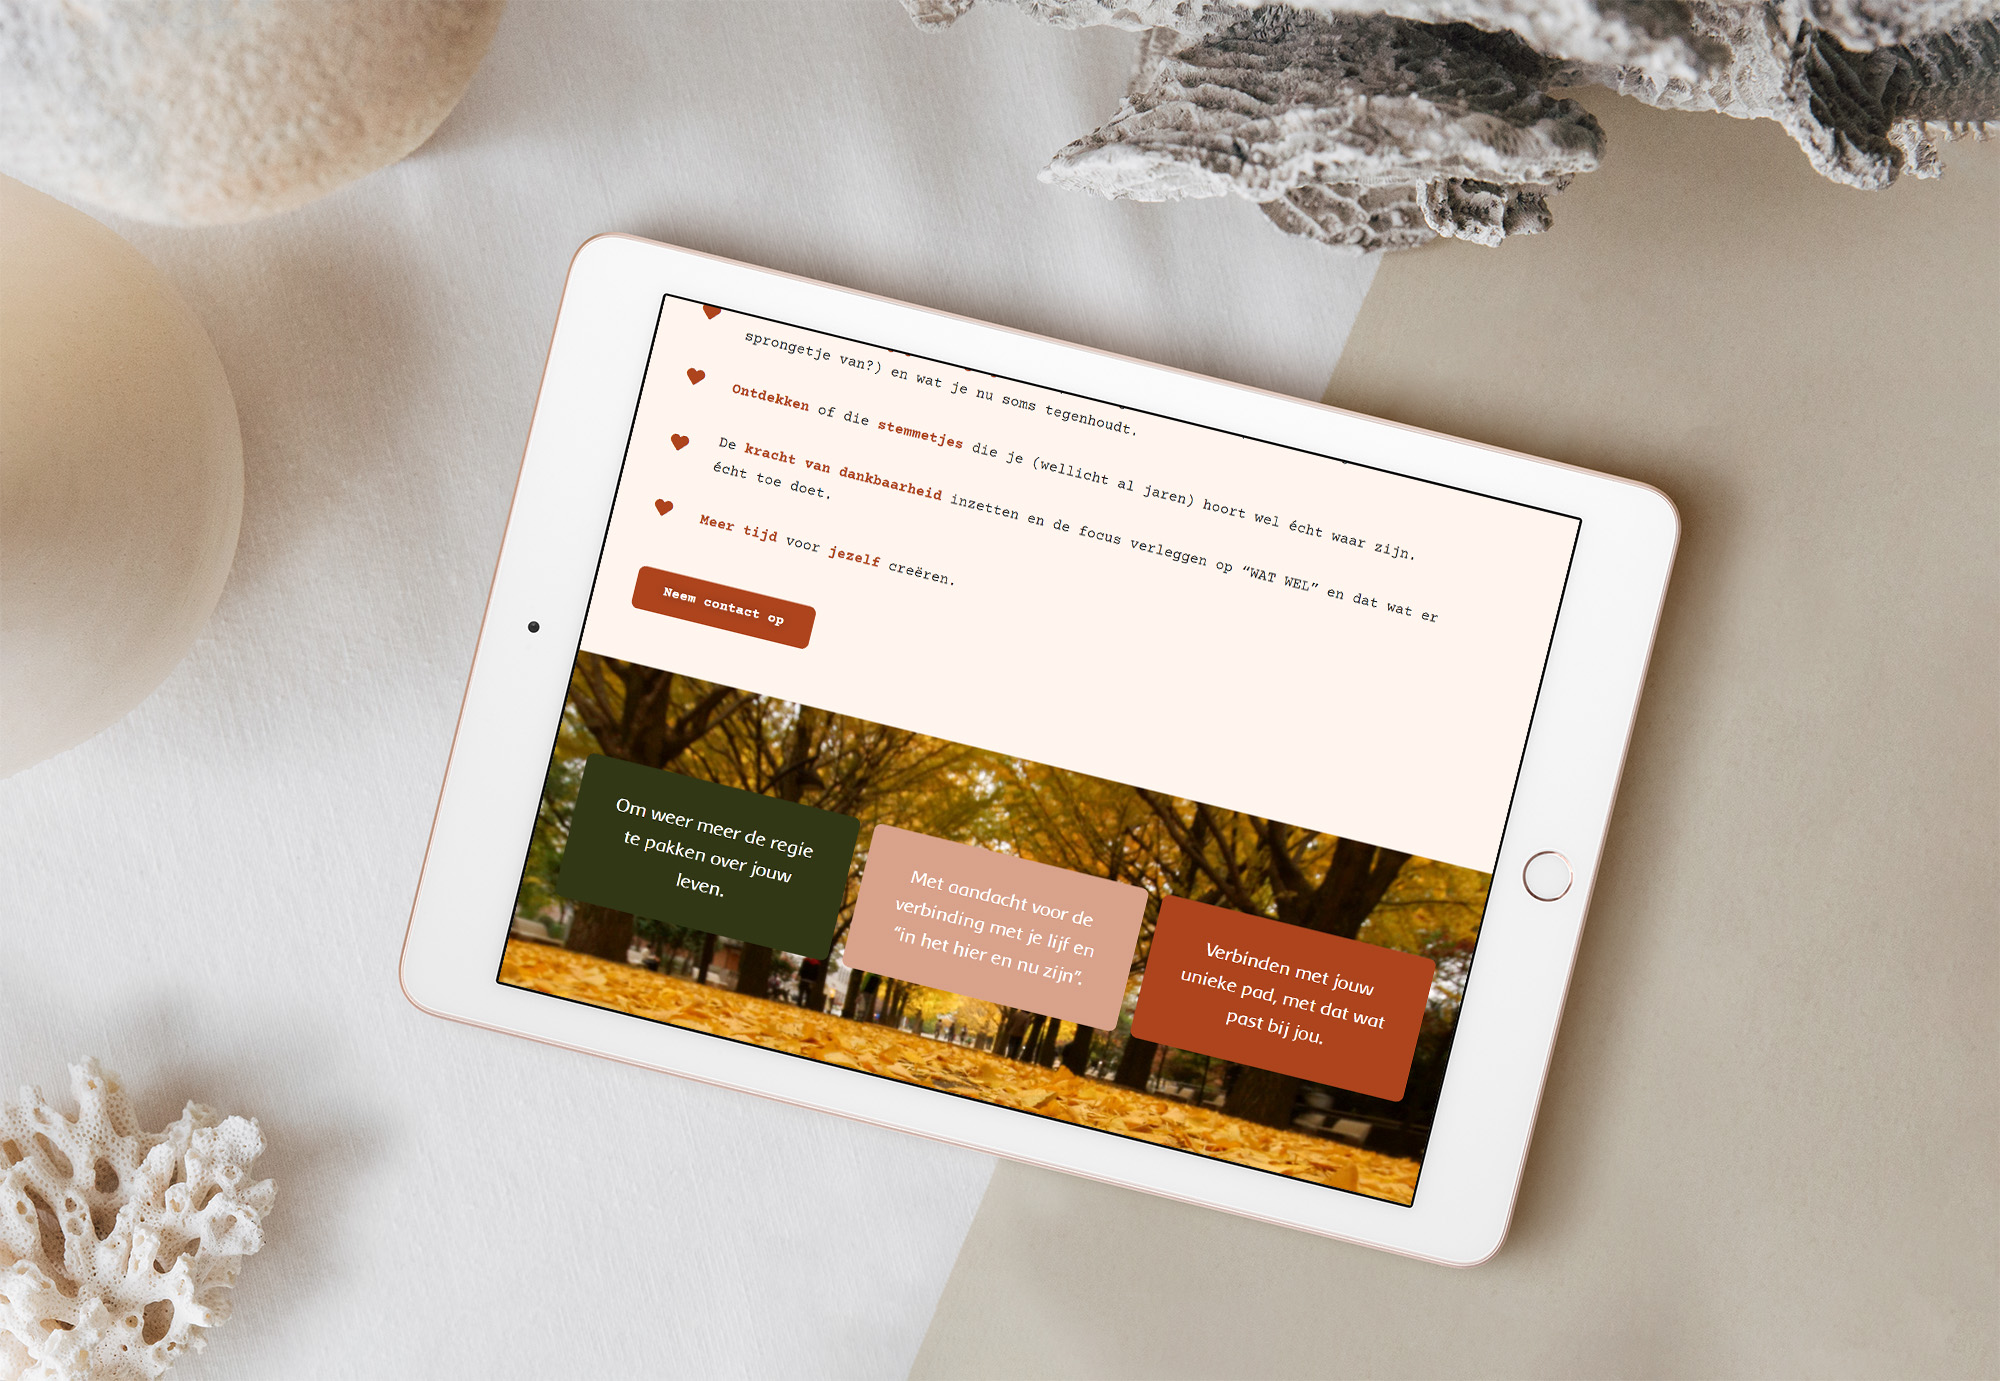 sprongetje van?) en wat je nu soms tegenhoudt.
Ontdekken of die stemmetjes die je (wellicht al jaren) hoort wel écht waar zijn.
De kracht van dankbaarheid inzetten en de focus verleggen op “WAT WEL” en dat wat er
écht toe doet.
Meer tijd voor jezelf creëren.
Neem contact op
Om weer meer de regie
te pakken over jouw
leven.
Met aandacht voor de
verbinding met je lijf en
“in het hier en nu zijn”.
Verbinden met jouw
unieke pad, met dat wat
past bij jou.